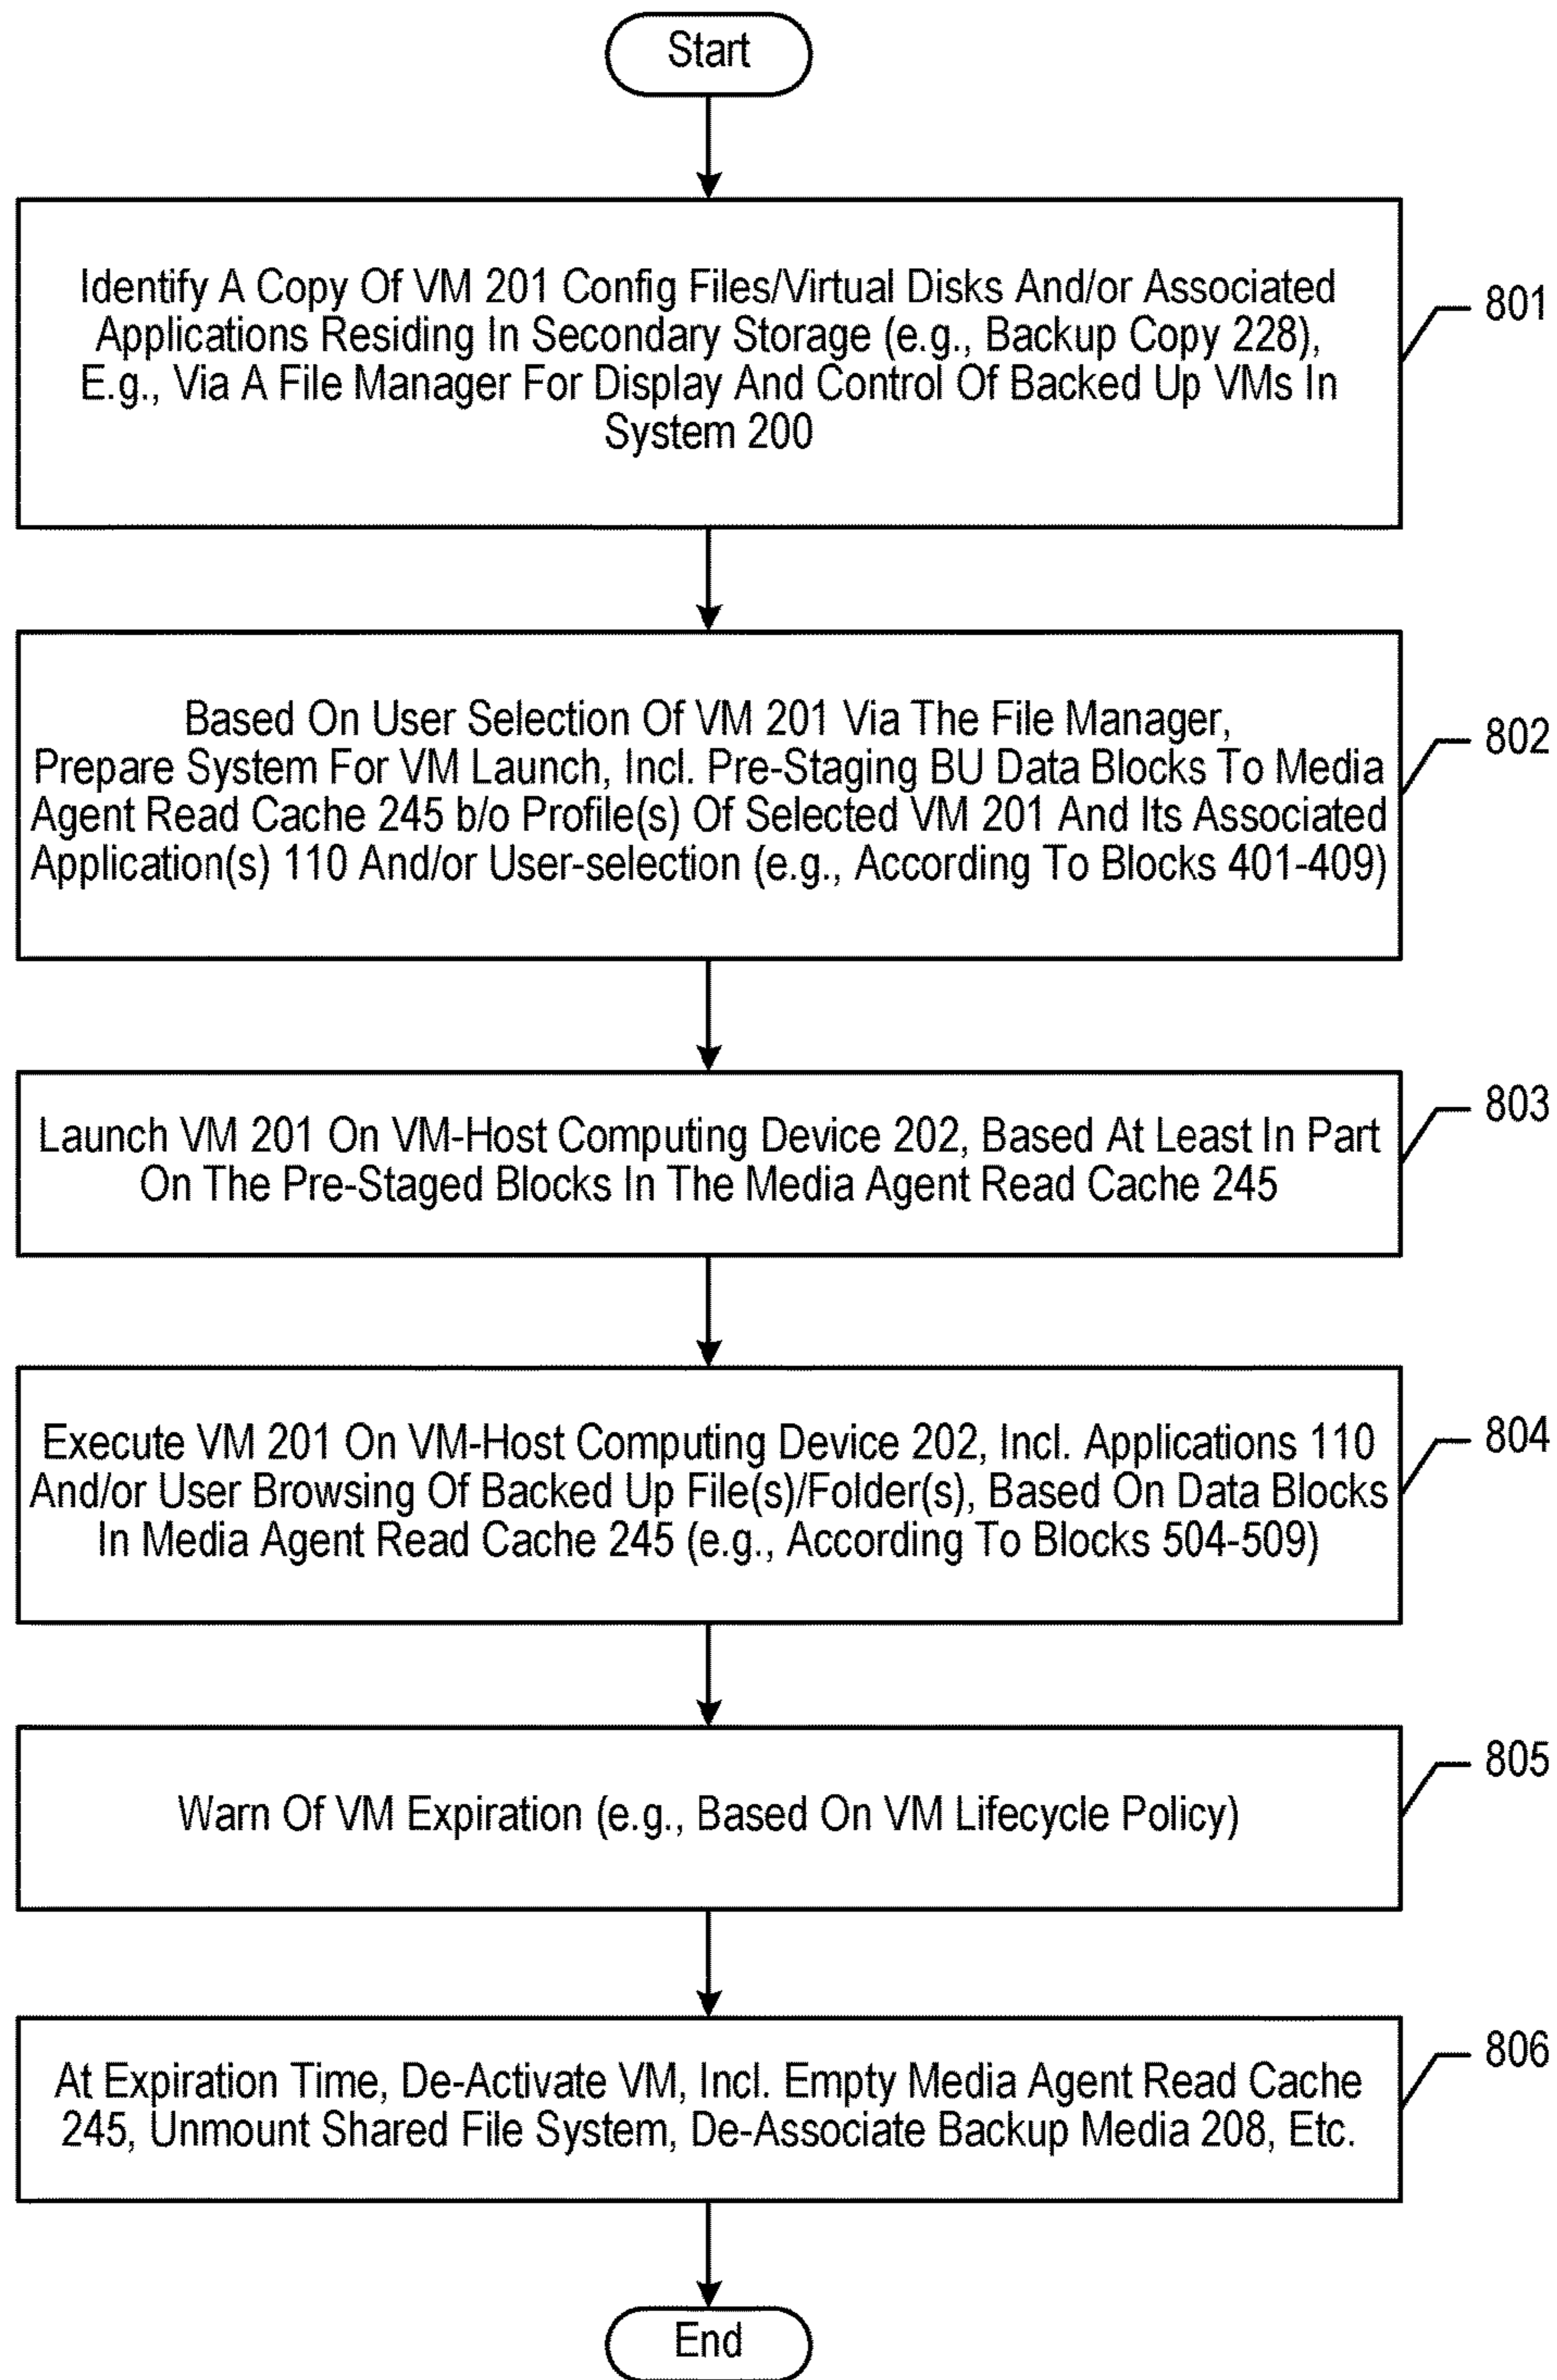 Start
Identify A Copy Of VM 201 Config Files/Virtual Disks And/or Associated
Applications Residing In Secondary Storage (e.g., Backup Copy 228),
E.g., Via A File Manager For Display And Control Of Backed Up VMs In
System 200
801
Based On User Selection Of VM 201 Via The File Manager,
Prepare System For VM Launch, Incl. Pre-Staging BU Data Blocks To Media
Agent Read Cache 245 b/o Profile(s) Of Selected VM 201 And Its Associated
Application(s) 110 And/or User-selection (e.g., According To Blocks 401-409)
802
Launch VM 201 On VM-Host Computing Device 202, Based At Least In Part
On The Pre-Staged Blocks In The Media Agent Read Cache 245
803
Execute VM 201 On VM-Host Computing Device 202, Incl. Applications 110
And/or User Browsing Of Backed Up File(s)/Folder(s), Based On Data Blocks
In Media Agent Read Cache 245 (e.g., According To Blocks 504-509)
804
Warn Of VM Expiration (e.g., Based On VM Lifecycle Policy)
805
At Expiration Time, De-Activate VM, Incl. Empty Media Agent Read Cache
245, Unmount Shared File System, De-Associate Backup Media 208, Etc.
806
End